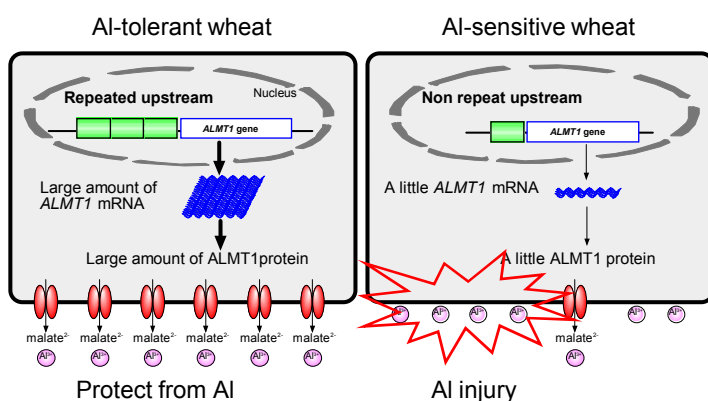 Al-tolerant wheat
Al-sensitive wheat
Nucleus
Repeated upstream
ALMT1 gene
Large amount of
ALMT1 mRNA
Large amount of ALMT1protein
malate2- malate2- malate2- malate2- malate2- malate2-
Al3+ Al3+ Al3+ Al3+ Al3+ Al3+
Protect from Al
Non repeat upstream
ALMT1 gene
A little ALMT1 mRNA
A little ALMT1 protein
Al3+ Al3+ Al3+ Al3+ Al3+ Al3+
malate2-
Al3+
Al injury